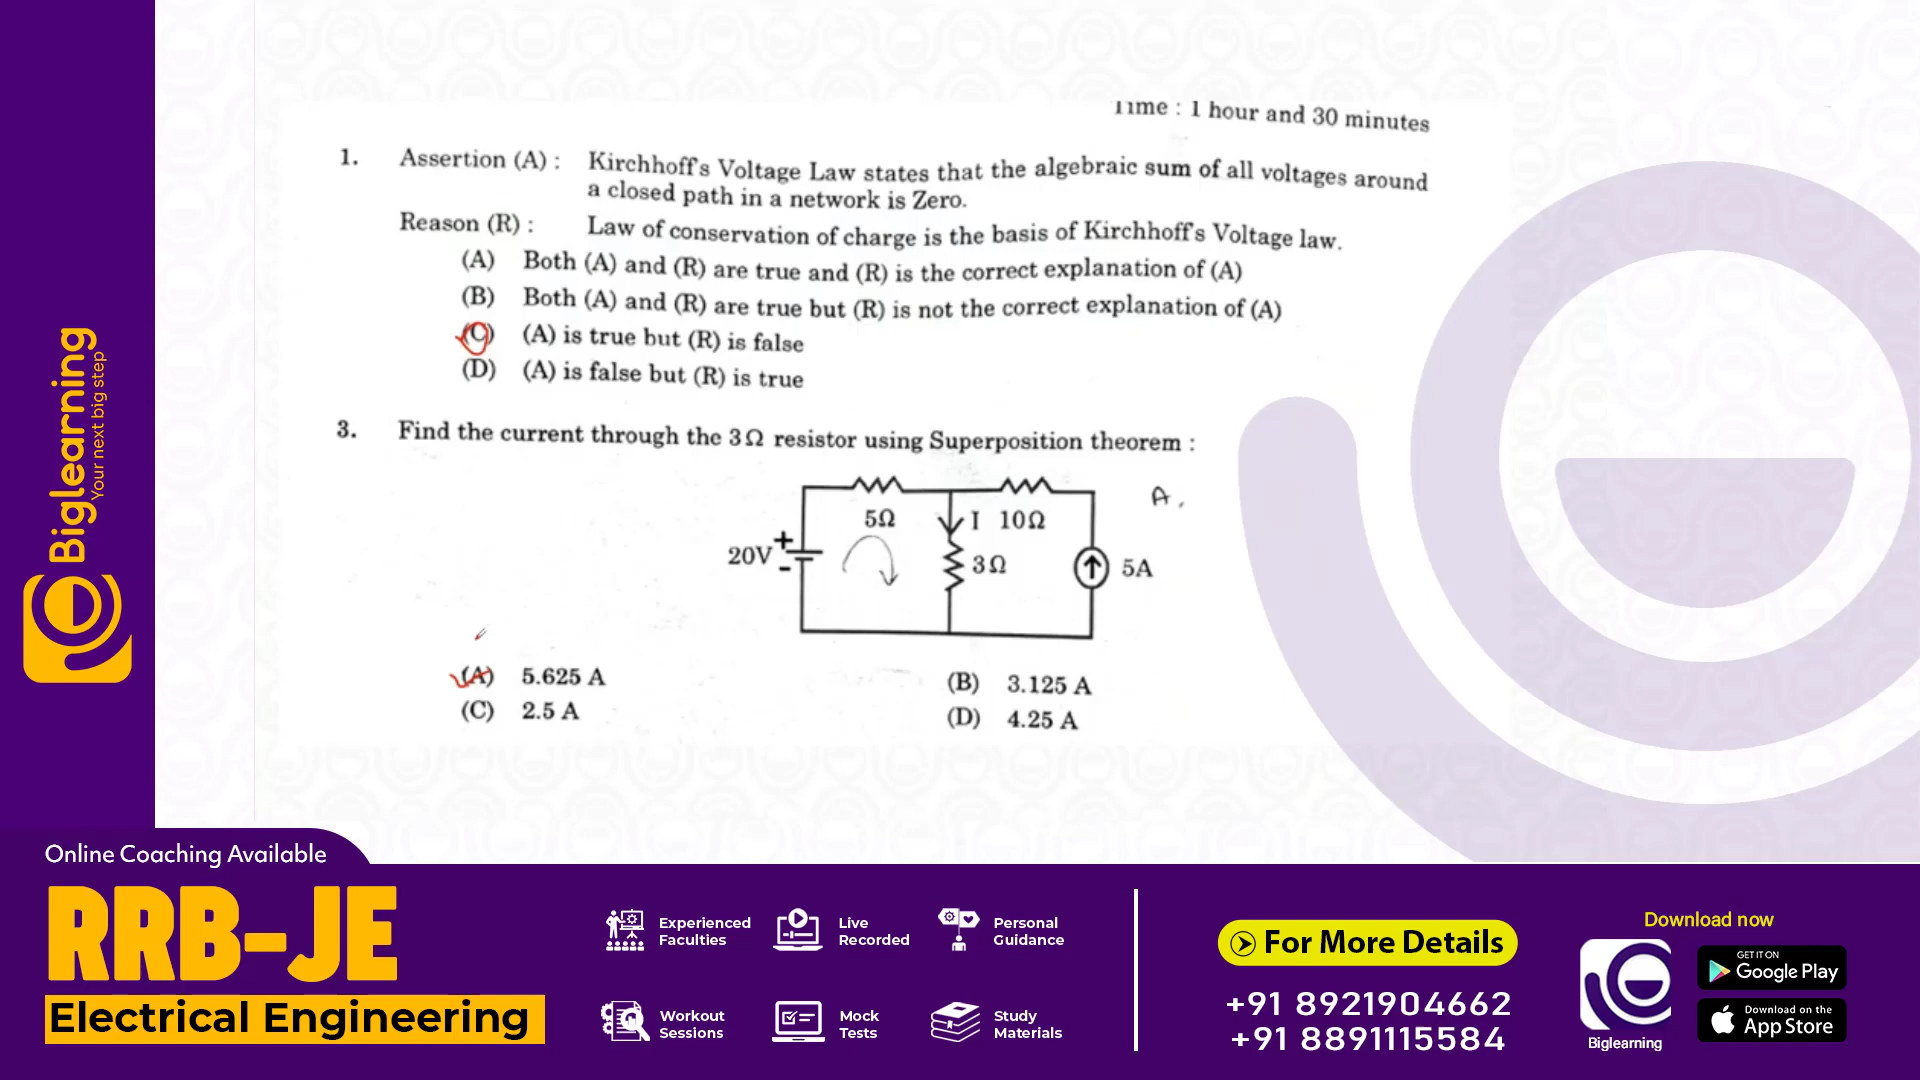 Time : 1 hour and 30 minutes
1. Assertion (A) : Kirchhoff's Voltage Law states that the algebraic sum of all voltages around
a closed path in a network is Zero.
Reason (R) : Law of conservation of charge is the basis of Kirchhoff's Voltage law.
(A) Both (A) and (R) are true and (R) is the correct explanation of (A)
(B) Both (A) and (R) are true but (R) is not the correct explanation of (A)
(C) (A) is true but (R) is false
(D) (A) is false but (R) is true
3. Find the current through the 3Ω resistor using Superposition theorem :
A.
5Ω I 10Ω
20V + - 3Ω 5A
(A) 5.625 A (B) 3.125 A
(C) 2.5 A (D) 4.25 A
Biglearning
Your next big step
Online Coaching Available
RRB-JE
Electrical Engineering
Experienced
Faculties
Live
Recorded
Personal
Guidance
Workout
Sessions
Mock
Tests
Study
Materials
For More Details
+91 8921904662
+91 8891115584
Download now
Biglearning
GET IT ON
Google Play
Download on the
App Store